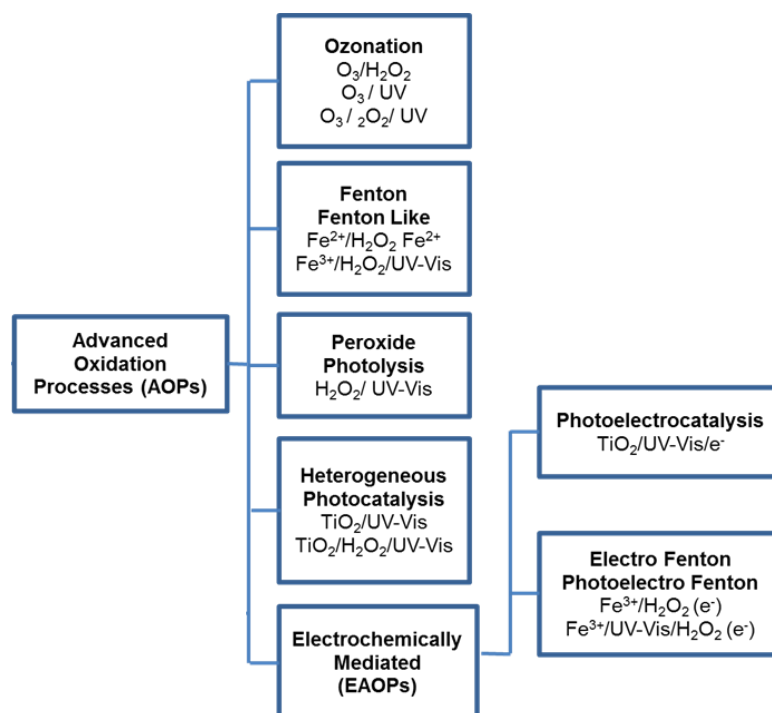 Ozonation
O₃/H₂O₂
O₃ / UV
O₃ / ₂O₂/ UV
Fenton
Fenton Like
Fe²⁺/H₂O₂ Fe²⁺
Fe³⁺/H₂O₂/UV-Vis
Advanced
Oxidation
Processes (AOPs)
Peroxide
Photolysis
H₂O₂/ UV-Vis
Heterogeneous
Photocatalysis
TiO₂/UV-Vis
TiO₂/H₂O₂/UV-Vis
Electrochemically
Mediated
(EAOPs)
Photoelectrocatalysis
TiO₂/UV-Vis/e⁻
Electro Fenton
Photoelectro Fenton
Fe³⁺/H₂O₂ (e⁻)
Fe³⁺/UV-Vis/H₂O₂ (e⁻)